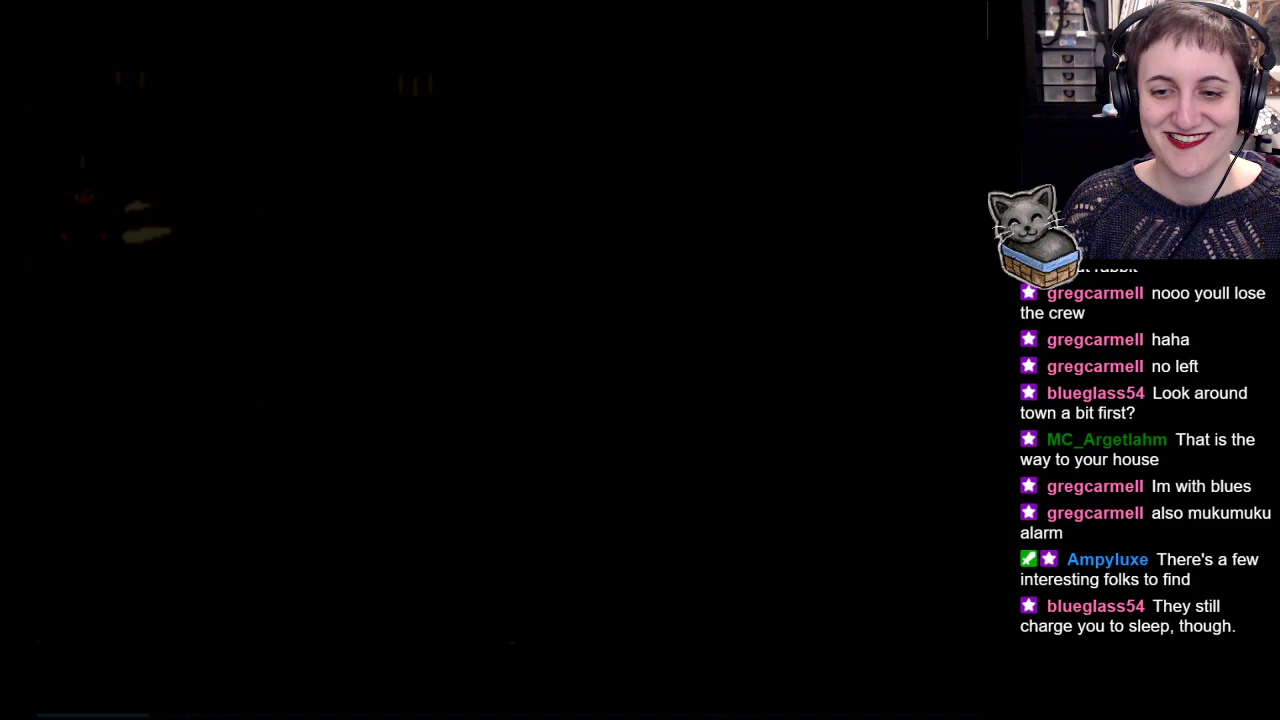 gregcarmell nooo youll lose
the crew
gregcarmell haha
gregcarmell no left
blueglass54 Look around
town a bit first?
MC_Argetlahm That is the
way to your house
gregcarmell Im with blues
gregcarmell also mukumuku
alarm
Ampyluxe There's a few
interesting folks to find
blueglass54 They still
charge you to sleep, though.